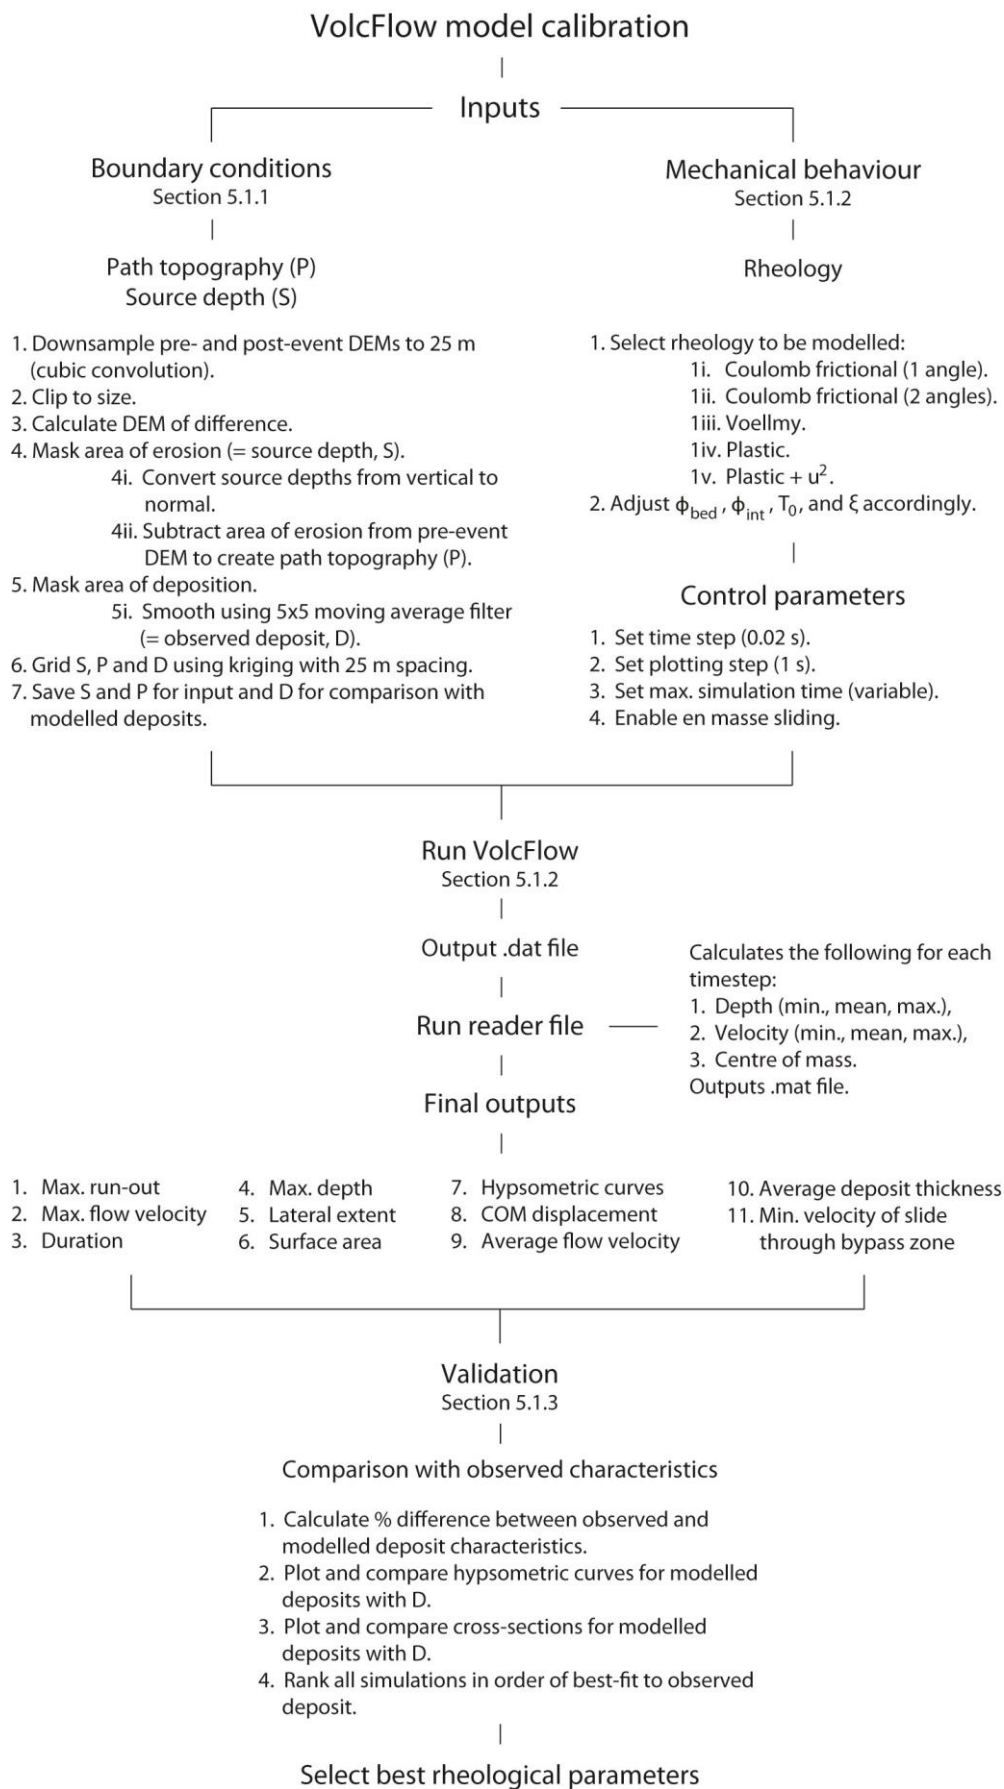 VolcFlow model calibration
Inputs
Boundary conditions
Section 5.1.1
Path topography (P)
Source depth (S)
1. Downsample pre- and post-event DEMs to 25 m
(cubic convolution).
2. Clip to size.
3. Calculate DEM of difference.
4. Mask area of erosion (= source depth, S).
4i. Convert source depths from vertical to
normal.
4ii. Subtract area of erosion from pre-event
DEM to create path topography (P).
5. Mask area of deposition.
5i. Smooth using 5x5 moving average filter
(= observed deposit, D).
6. Grid S, P and D using kriging with 25 m spacing.
7. Save S and P for input and D for comparison with
modelled deposits.
Mechanical behaviour
Section 5.1.2
Rheology
1. Select rheology to be modelled:
1i. Coulomb frictional (1 angle).
1ii. Coulomb frictional (2 angles).
1iii. Voellmy.
1iv. Plastic.
1v. Plastic + u².
2. Adjust ϕbed, ϕint, T0, and ξ accordingly.
Control parameters
1. Set time step (0.02 s).
2. Set plotting step (1 s).
3. Set max. simulation time (variable).
4. Enable en masse sliding.
Run VolcFlow
Section 5.1.2
Output .dat file
Run reader file
Calculates the following for each
timestep:
1. Depth (min., mean, max.),
2. Velocity (min., mean, max.),
3. Centre of mass.
Outputs .mat file.
Final outputs
1. Max. run-out
2. Max. flow velocity
3. Duration
4. Max. depth
5. Lateral extent
6. Surface area
7. Hypsometric curves
8. COM displacement
9. Average flow velocity
10. Average deposit thickness
11. Min. velocity of slide
through bypass zone
Validation
Section 5.1.3
Comparison with observed characteristics
1. Calculate % difference between observed and
modelled deposit characteristics.
2. Plot and compare hypsometric curves for modelled
deposits with D.
3. Plot and compare cross-sections for modelled
deposits with D.
4. Rank all simulations in order of best-fit to observed
deposit.
Select best rheological parameters